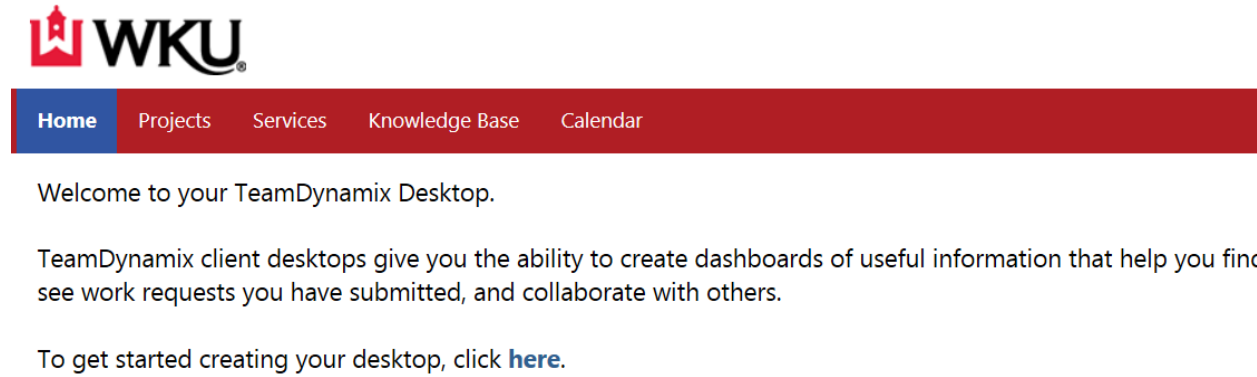 WKU®
Home Projects Services Knowledge Base Calendar
Welcome to your TeamDynamix Desktop.
TeamDynamix client desktops give you the ability to create dashboards of useful information that help you find
see work requests you have submitted, and collaborate with others.
To get started creating your desktop, click here.